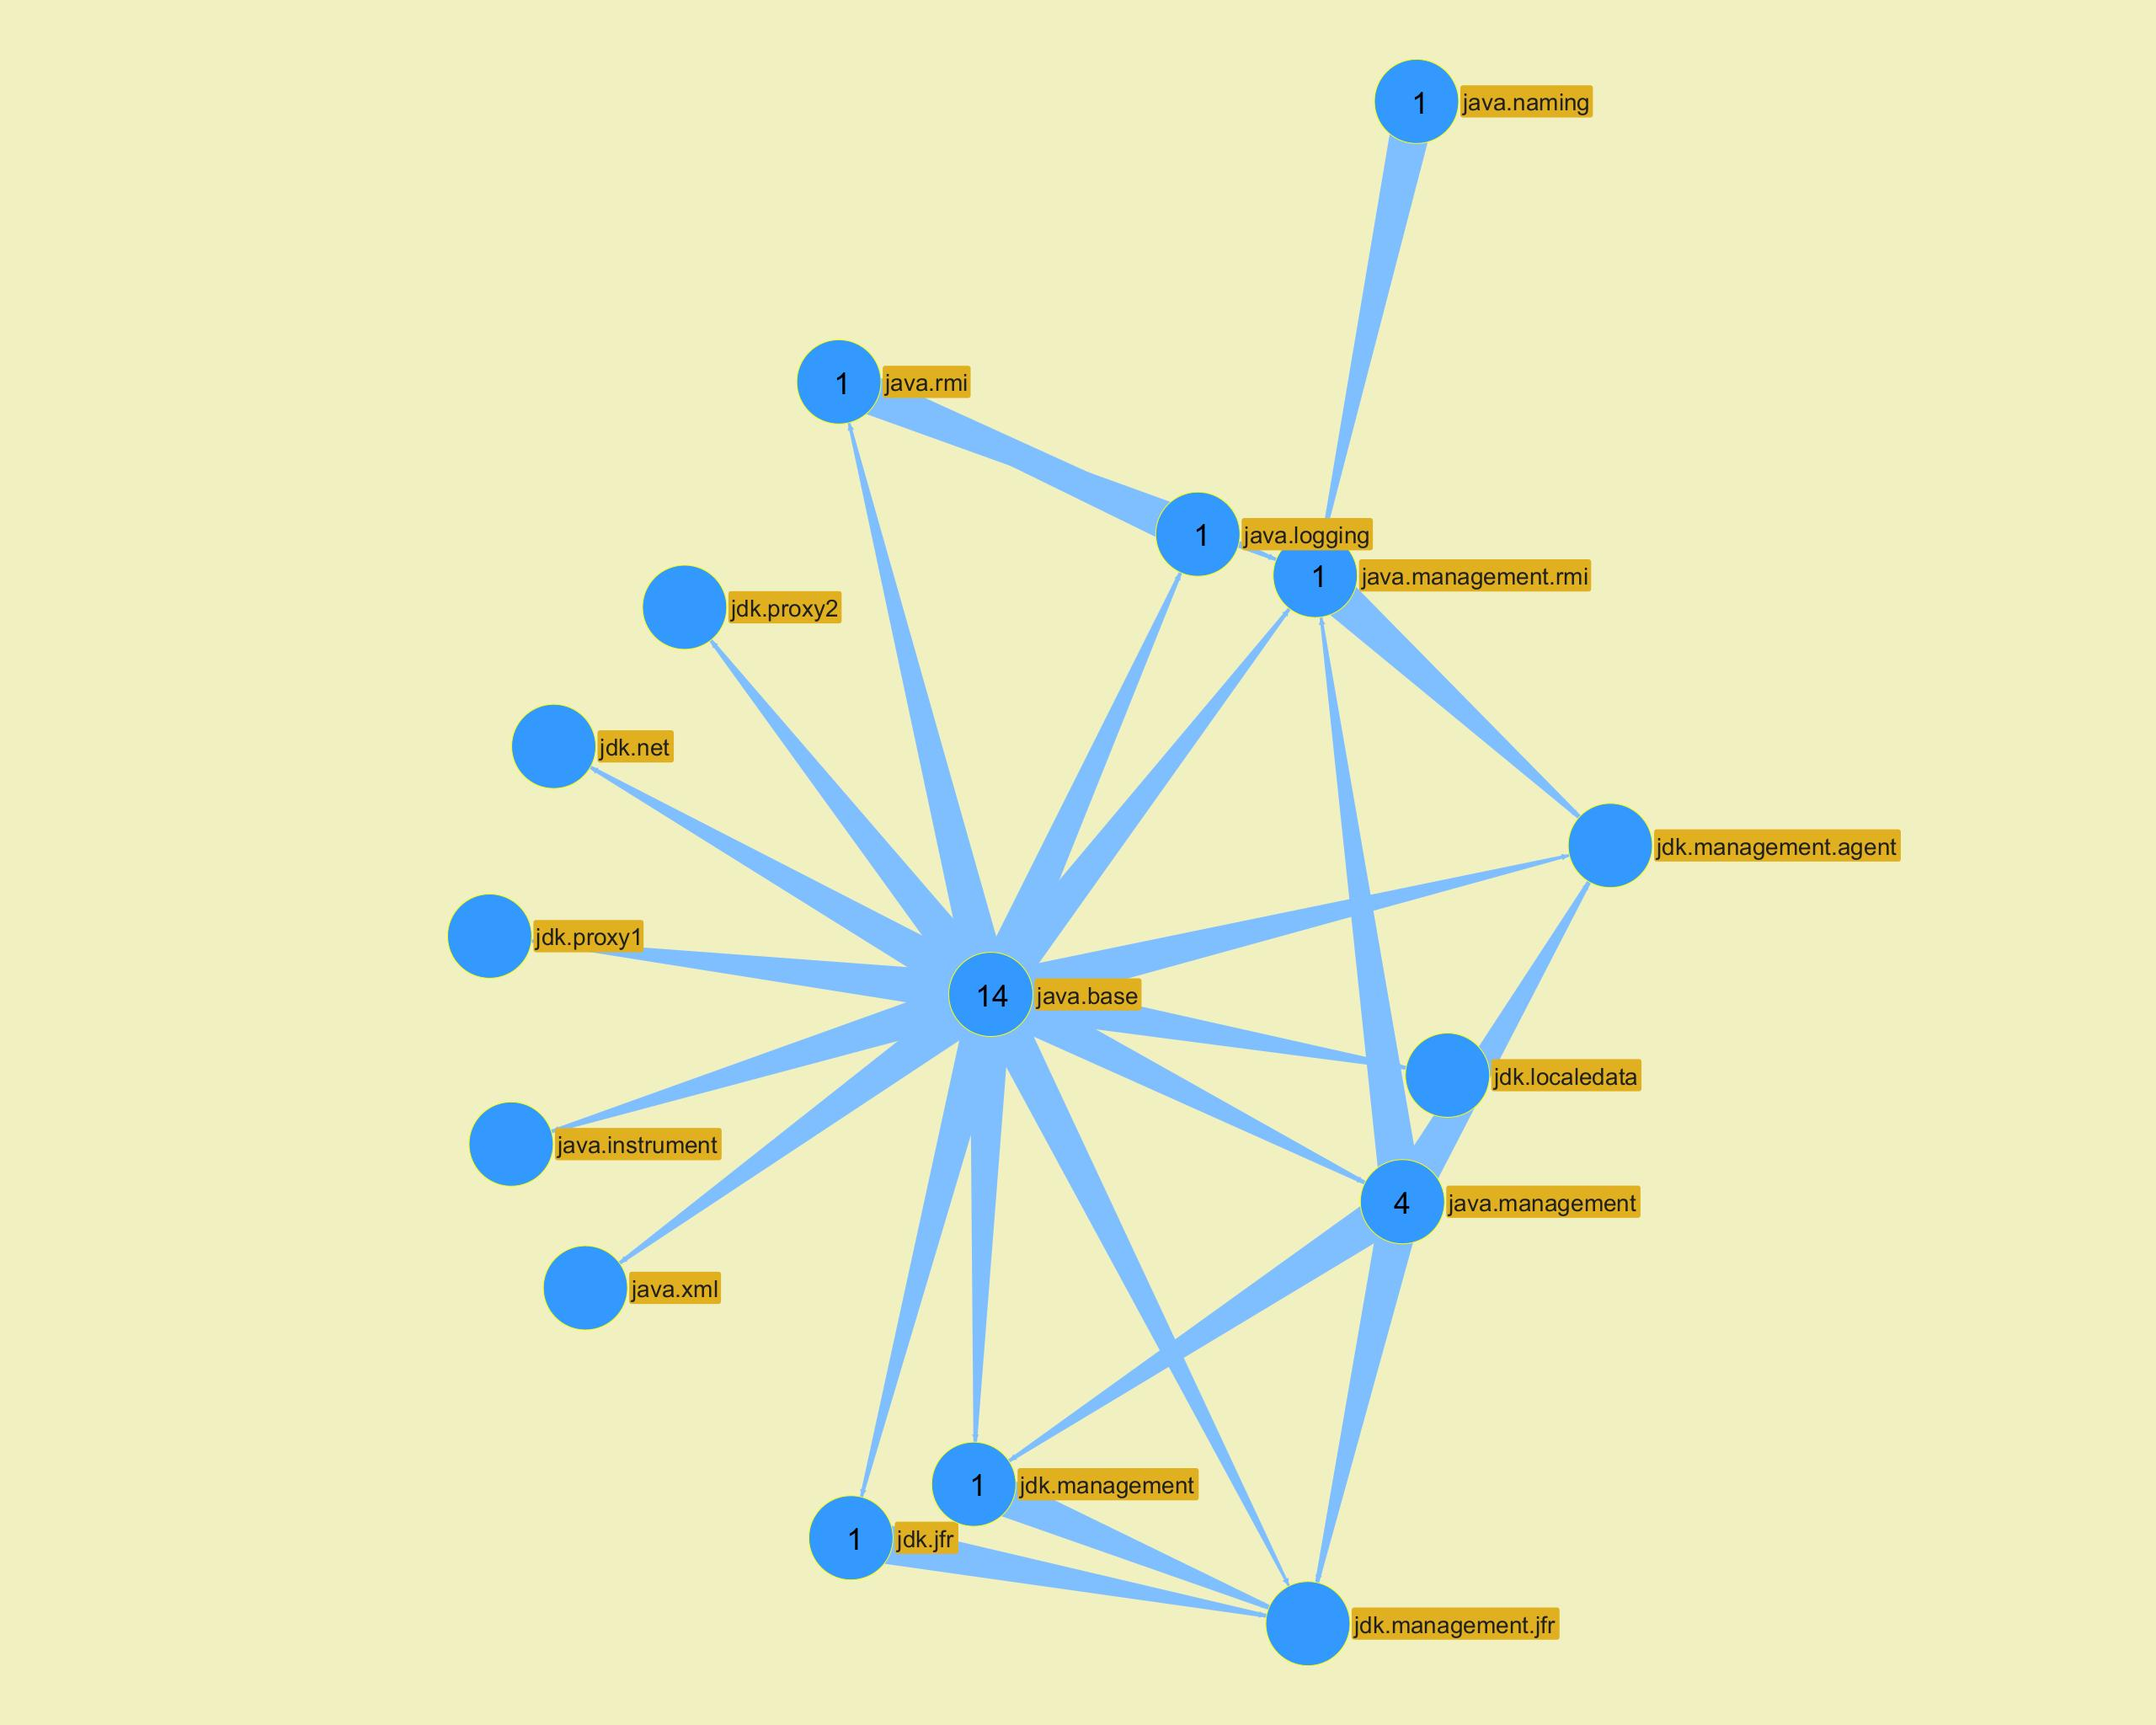 1 java.naming
1 java.rmi
1 java.logging
1 java.management.rmi
jdk.proxy2
jdk.net
jdk.management.agent
jdk.proxy1
14 java.base
jdk.localedata
java.instrument
4 java.management
java.xml
1 jdk.management
1 jdk.jfr
jdk.management.jfr